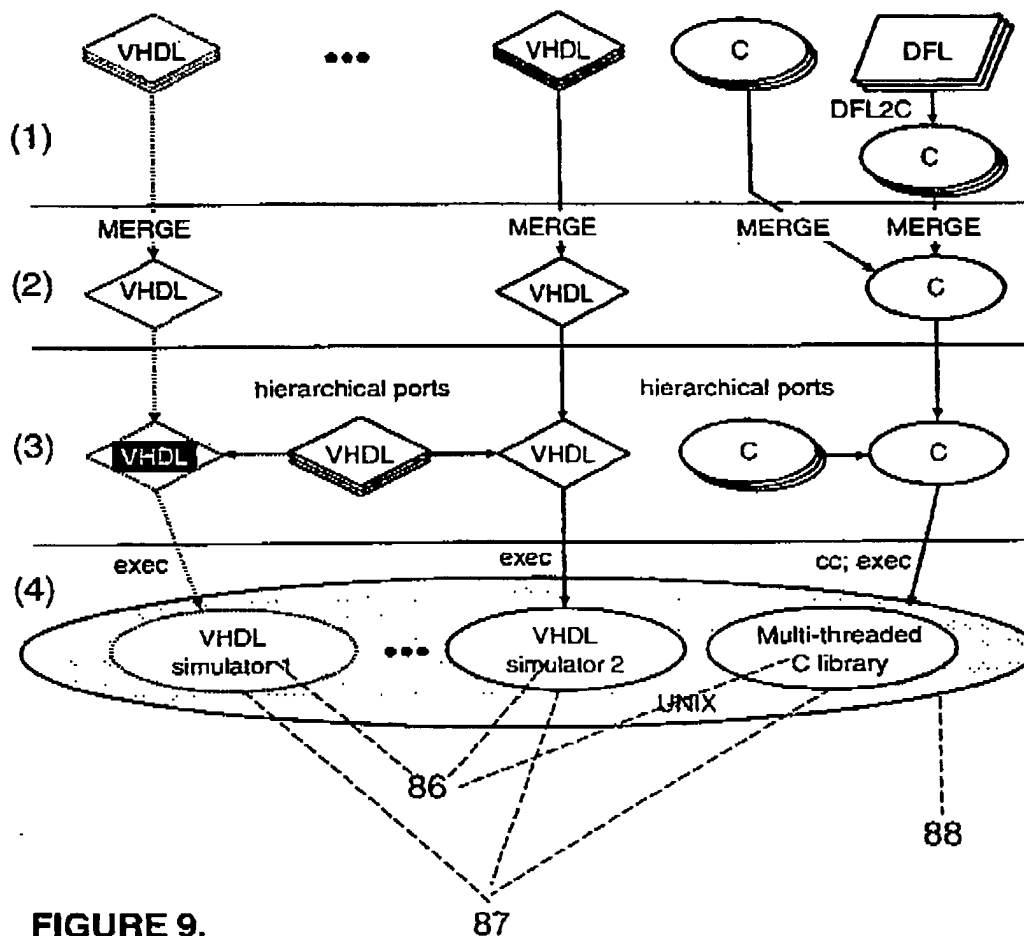 VHDL
•••
VHDL
C
DFL
DFL2C
(1)
C
MERGE
MERGE
MERGE
MERGE
(2)
VHDL
VHDL
C
hierarchical ports
hierarchical ports
(3)
VHDL
VHDL
VHDL
C
C
exec
exec
cc; exec
(4)
VHDL
simulator 1
•••
VHDL
simulator 2
Multi-threaded
C library
UNIX
86
88
87
FIGURE 9.